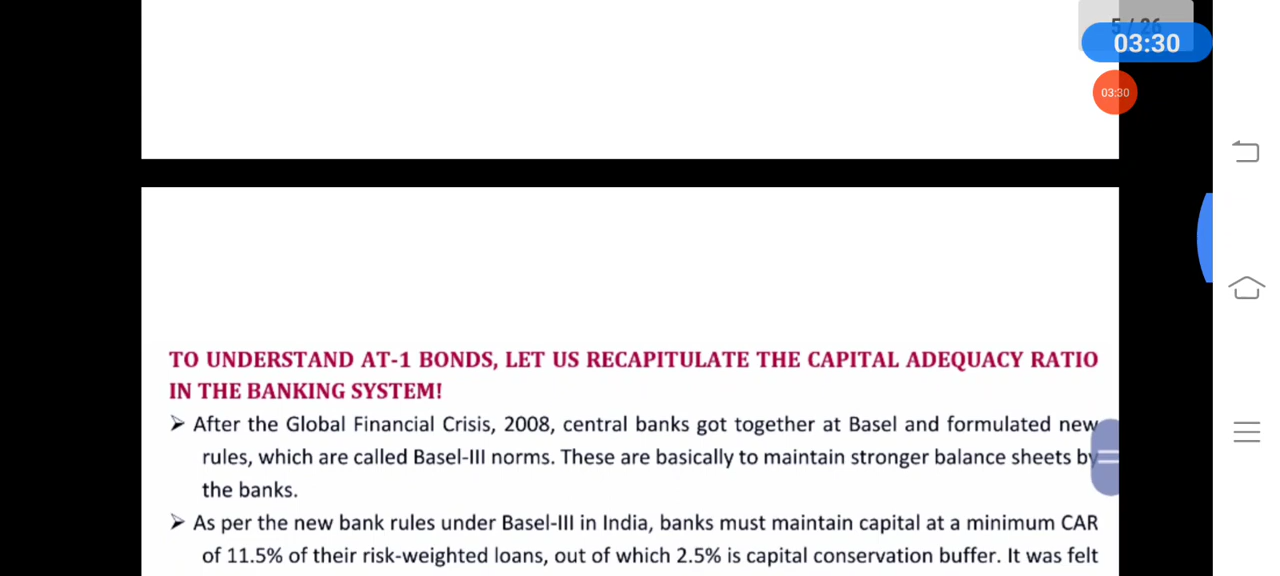 5 / 26
03:30
03:30
TO UNDERSTAND AT-1 BONDS, LET US RECAPITULATE THE CAPITAL ADEQUACY RATIO
IN THE BANKING SYSTEM!
➢ After the Global Financial Crisis, 2008, central banks got together at Basel and formulated new
rules, which are called Basel-III norms. These are basically to maintain stronger balance sheets by
the banks.
➢ As per the new bank rules under Basel-III in India, banks must maintain capital at a minimum CAR
of 11.5% of their risk-weighted loans, out of which 2.5% is capital conservation buffer. It was felt